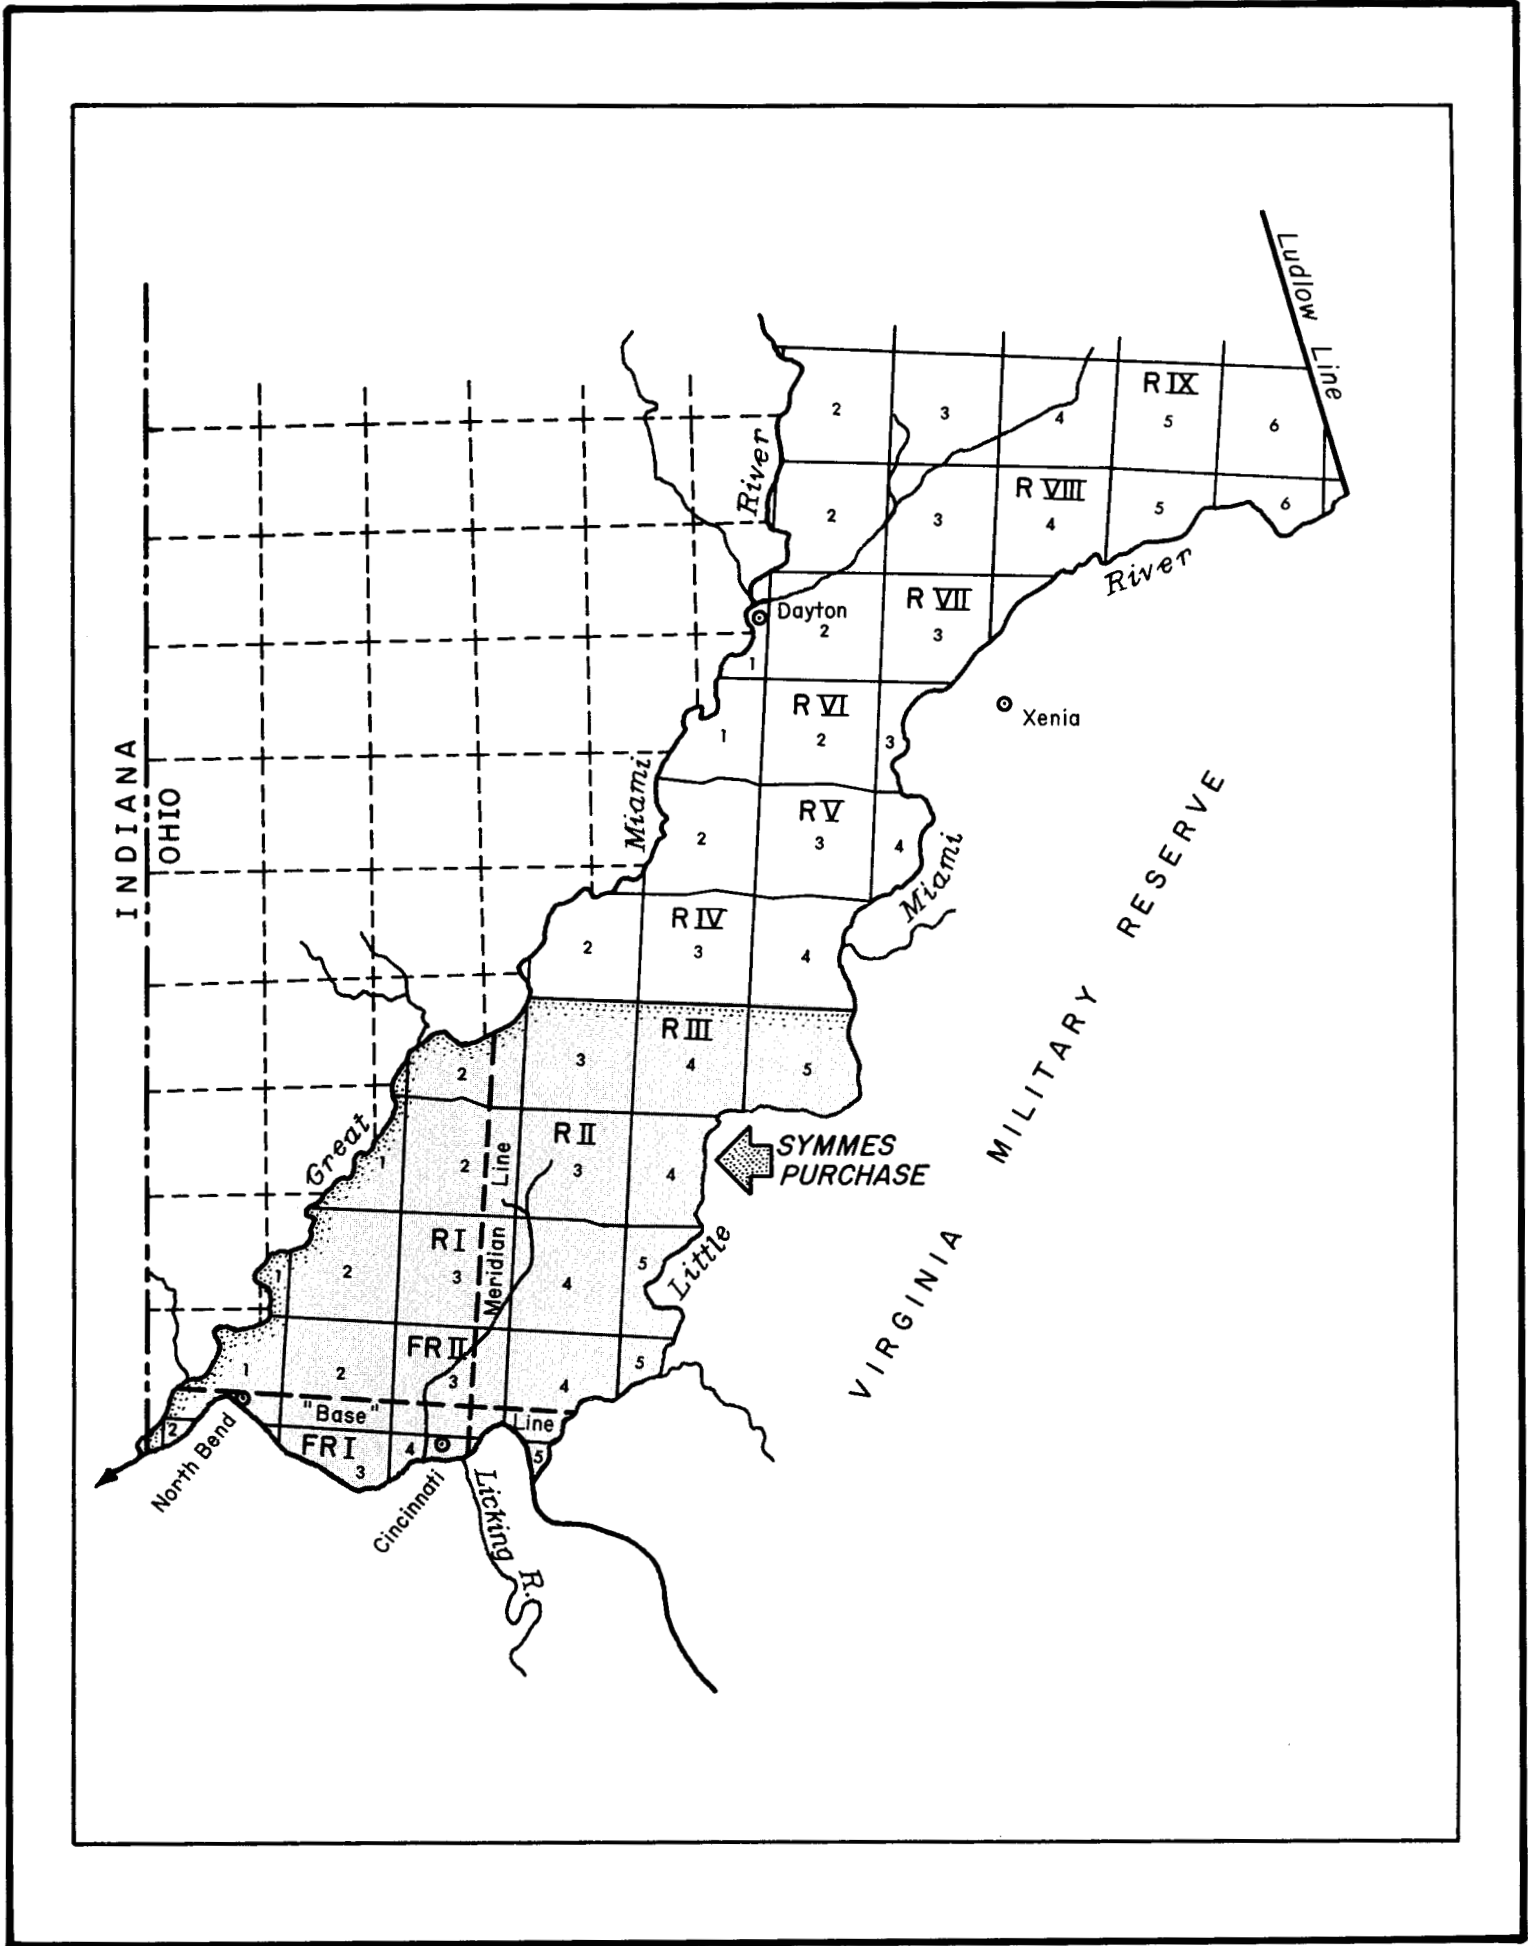 Ludlow Line
R IX
2
3
4
5
6
River
R VIII
2
3
4
5
6
River
R VII
Dayton
2
3
1
Xenia
R VI
1
2
3
INDIANA
OHIO
Miami
R V
2
3
4
Miami
R IV
2
3
4
VIRGINIA MILITARY RESERVE
R III
2
3
4
5
Great
R II
1
2
Line
3
4
SYMMES
PURCHASE
R I
1
2
3
Meridian
4
5
Little
FR II
1
2
3
4
5
"Base"
Line
2
FR I
3
4
5
North Bend
Cincinnati
Licking R.